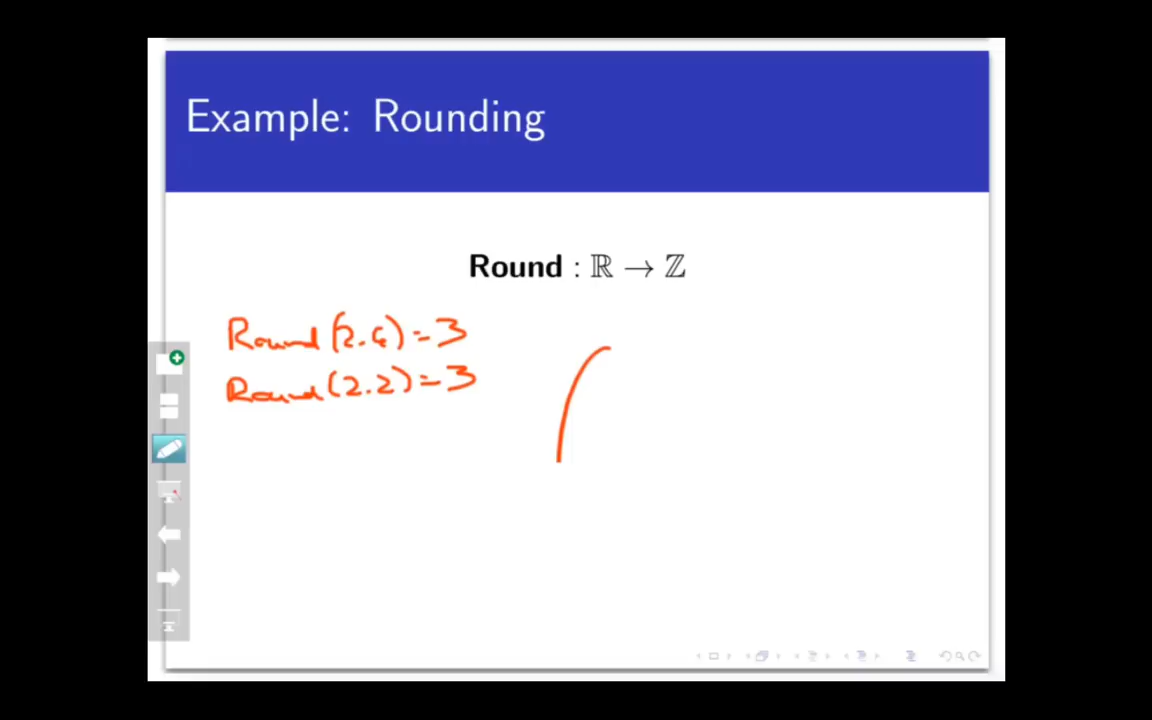 Example: Rounding
Round : ℝ → ℤ
Round(2.6)=3
Round(2.2)=3